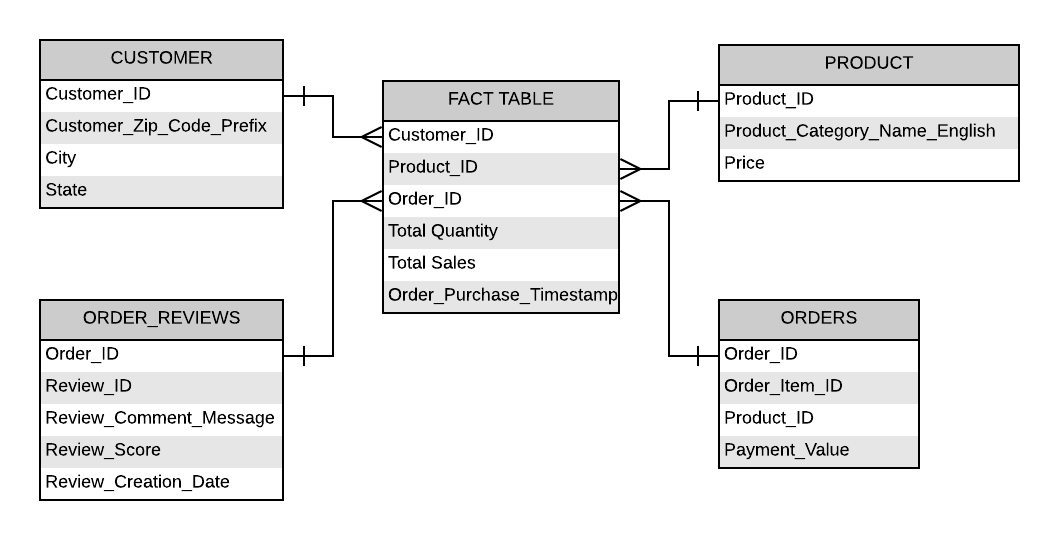 CUSTOMER
Customer_ID
Customer_Zip_Code_Prefix
City
State
FACT TABLE
Customer_ID
Product_ID
Order_ID
Total Quantity
Total Sales
Order_Purchase_Timestamp
PRODUCT
Product_ID
Product_Category_Name_English
Price
ORDER_REVIEWS
Order_ID
Review_ID
Review_Comment_Message
Review_Score
Review_Creation_Date
ORDERS
Order_ID
Order_Item_ID
Product_ID
Payment_Value